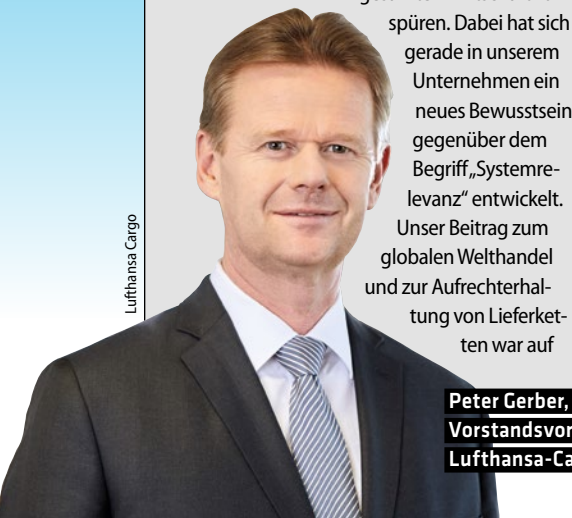 spüren. Dabei hat sich
gerade in unserem
Unternehmen ein
neues Bewusstsein
gegenüber dem
Begriff „Systemre-
levanz“ entwickelt.
Unser Beitrag zum
globalen Welthandel
und zur Aufrechterhal-
tung von Lieferket-
ten war auf
Lufthansa Cargo
Peter Gerber,
Vorstandsvor
Lufthansa-Ca